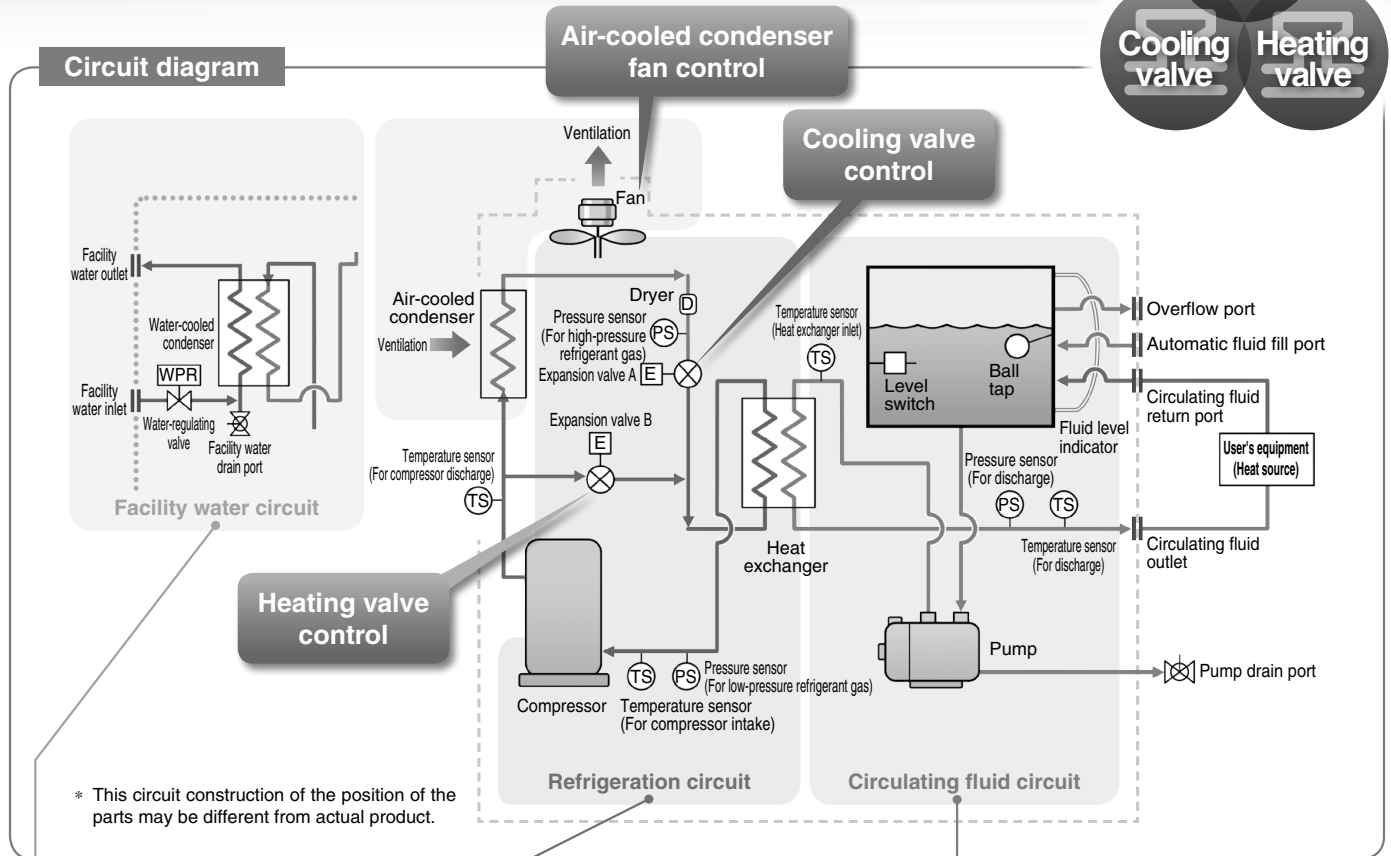 Circuit diagram
Air-cooled condenser
fan control
Cooling
valve
Heating
valve
Ventilation
Cooling valve
control
Fan
Facility
water outlet
Water-cooled
condenser
WPR
Facility
water inlet
Water-regulating
valve
Facility water
drain port
Facility water circuit
Air-cooled
condenser
Ventilation
Dryer
D
Pressure sensor
(For high-pressure
refrigerant gas)
PS
Expansion valve A
E
Expansion valve B
E
Temperature sensor
(For compressor discharge)
TS
Heating valve
control
Compressor
TS
PS
Pressure sensor
(For low-pressure refrigerant gas)
Temperature sensor
(For compressor intake)
Refrigeration circuit
Temperature sensor
(Heat exchanger inlet)
TS
Heat
exchanger
Level
switch
Ball
tap
Fluid level
indicator
Overflow port
Automatic fluid fill port
Circulating fluid
return port
User's equipment
(Heat source)
Pressure sensor
(For discharge)
PS
TS
Temperature sensor
(For discharge)
Circulating fluid
outlet
Pump
Pump drain port
Circulating fluid circuit
* This circuit construction of the position of the
parts may be different from actual product.